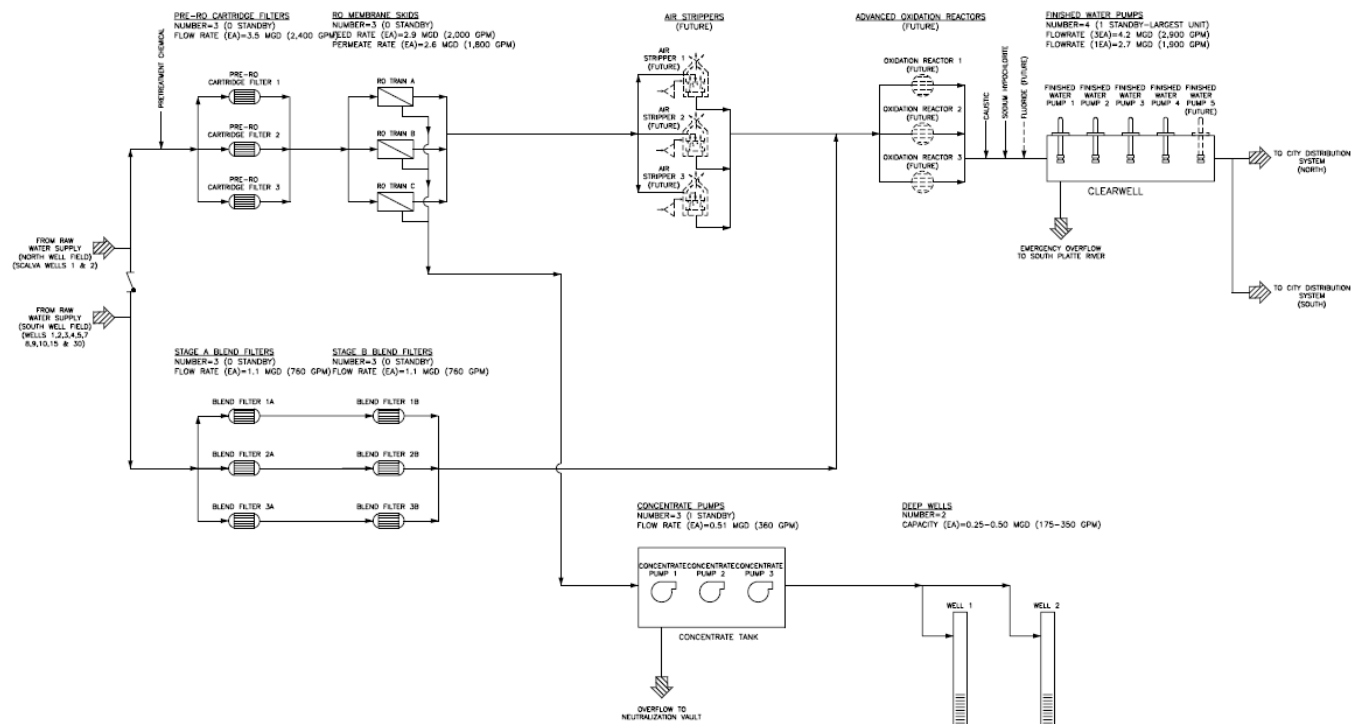 PRE-RO CARTRIDGE FILTERS
NUMBER=3 (0 STANDBY)
FLOW RATE (EA)=3.5 MGD (2,400 GPM)
RO MEMBRANE SKIDS
NUMBER=3 (0 STANDBY)
FEED RATE (EA)=2.9 MGD (2,000 GPM)
PERMEATE RATE (EA)=2.6 MGD (1,800 GPM)
AIR STRIPPERS
(FUTURE)
ADVANCED OXIDATION REACTORS
(FUTURE)
FINISHED WATER PUMPS
NUMBER=4 (1 STANDBY-LARGEST UNIT)
FLOWRATE (3EA)=4.2 MGD (2,900 GPM)
FLOWRATE (1EA)=2.7 MGD (1,900 GPM)
PRETREATMENT CHEMICAL
PRE-RO
CARTRIDGE FILTER 1
PRE-RO
CARTRIDGE FILTER 2
PRE-RO
CARTRIDGE FILTER 3
RO TRAIN A
RO TRAIN B
RO TRAIN C
AIR
STRIPPER 1
(FUTURE)
AIR
STRIPPER 2
(FUTURE)
AIR
STRIPPER 3
(FUTURE)
OXIDATION REACTOR 1
(FUTURE)
OXIDATION REACTOR 2
(FUTURE)
OXIDATION REACTOR 3
(FUTURE)
CAUSTIC
SODIUM HYPOCHLORITE
FLUORIDE (FUTURE)
FINISHED
WATER
PUMP 1
FINISHED
WATER
PUMP 2
FINISHED
WATER
PUMP 3
FINISHED
WATER
PUMP 4
FINISHED
WATER
PUMP 5
(FUTURE)
CLEARWELL
TO CITY DISTRIBUTION
SYSTEM
(NORTH)
EMERGENCY OVERFLOW
TO SOUTH PLATTE RIVER
TO CITY DISTRIBUTION
SYSTEM
(SOUTH)
FROM RAW
WATER SUPPLY
(NORTH WELL FIELD)
(SCALVA WELLS 1 & 2)
FROM RAW
WATER SUPPLY
(SOUTH WELL FIELD)
(WELLS 1,2,3,4,5,7
8,9,10,15 & 30)
STAGE A BLEND FILTERS
NUMBER=3 (0 STANDBY)
FLOW RATE (EA)=1.1 MGD (760 GPM)
STAGE B BLEND FILTERS
NUMBER=3 (0 STANDBY)
FLOW RATE (EA)=1.1 MGD (760 GPM)
BLEND FILTER 1A
BLEND FILTER 1B
BLEND FILTER 2A
BLEND FILTER 2B
BLEND FILTER 3A
BLEND FILTER 3B
CONCENTRATE PUMPS
NUMBER=3 (1 STANDBY)
FLOW RATE (EA)=0.51 MGD (360 GPM)
DEEP WELLS
NUMBER=2
CAPACITY (EA)=0.25-0.50 MGD (175-350 GPM)
CONCENTRATE
PUMP 1
CONCENTRATE
PUMP 2
CONCENTRATE
PUMP 3
CONCENTRATE TANK
WELL 1
WELL 2
OVERFLOW TO
NEUTRALIZATION VAULT